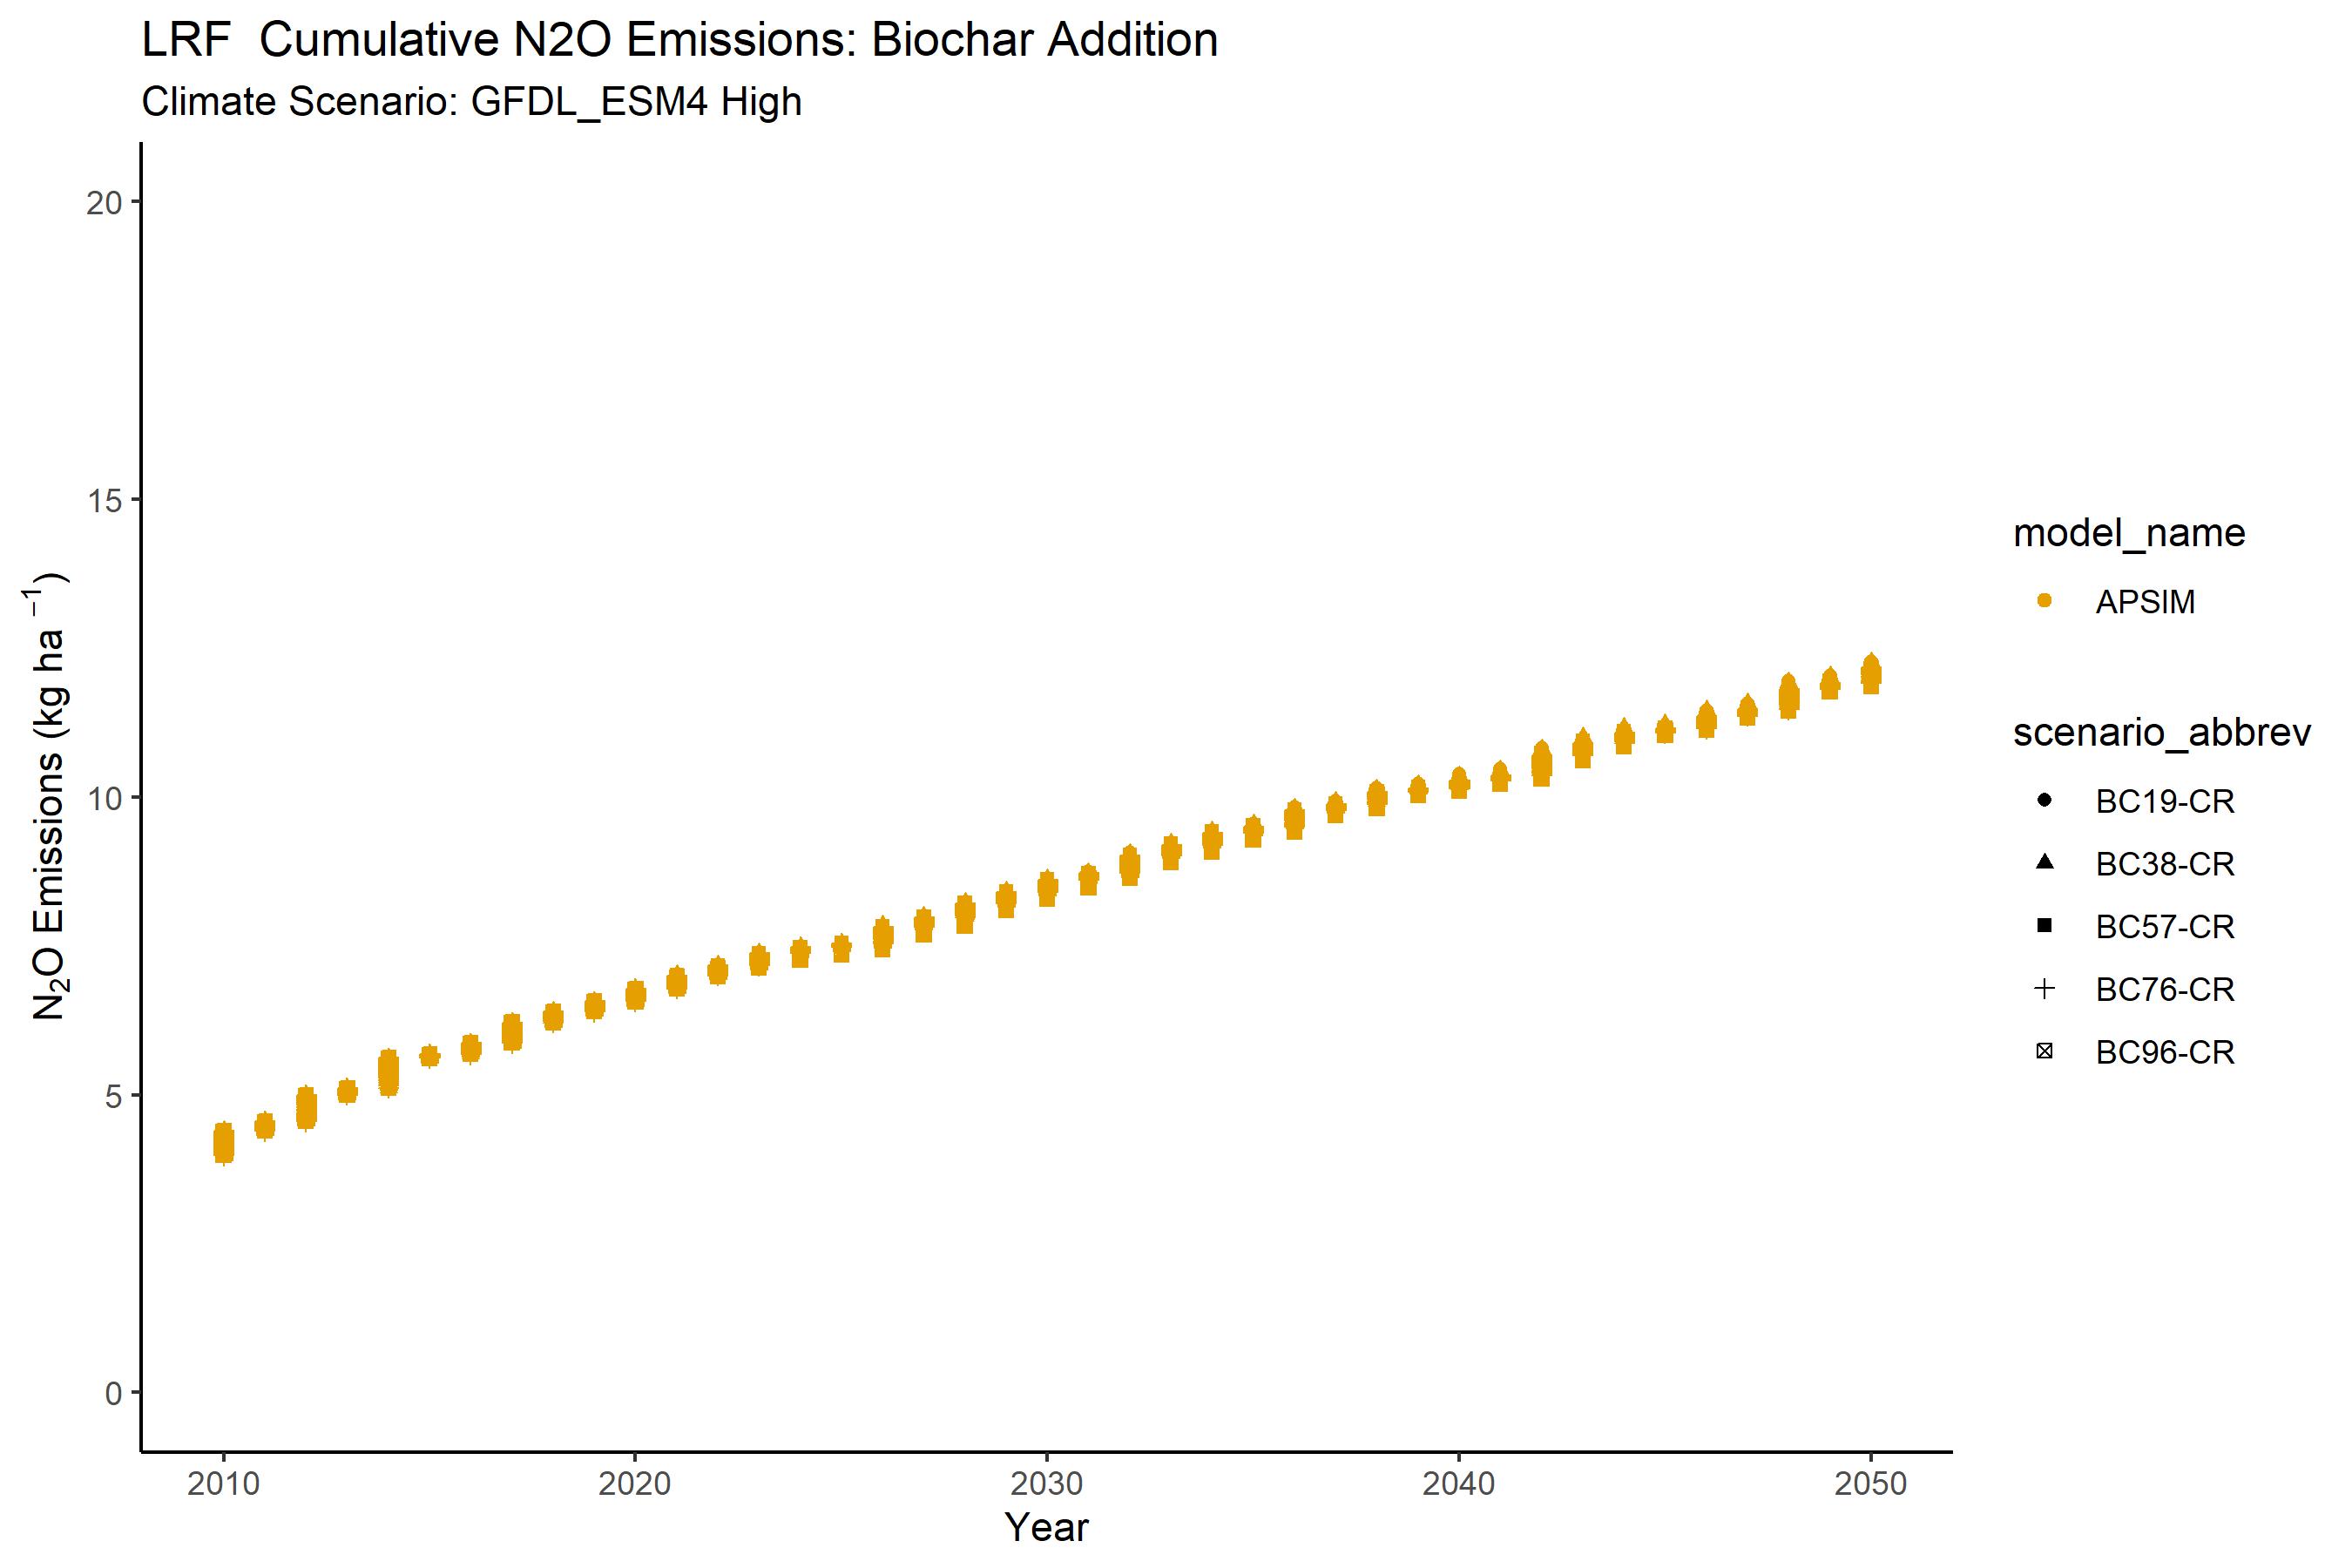 LRF  Cumulative N2O Emissions: Biochar Addition
Climate Scenario: GFDL_ESM4 High
N₂O Emissions (kg ha ⁻¹)
20
15
10
5
0
2010
2020
2030
2040
2050
Year
model_name
APSIM
scenario_abbrev
BC19-CR
BC38-CR
BC57-CR
BC76-CR
BC96-CR